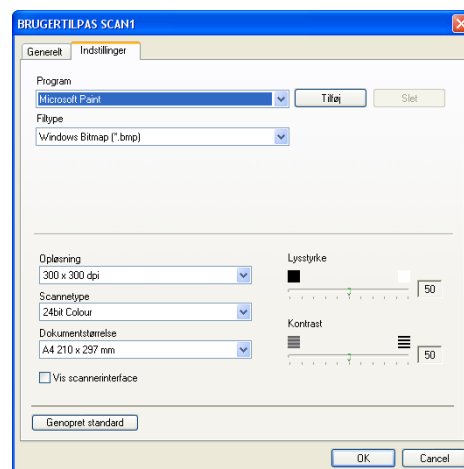 BRUGERTILPAS SCAN1
Generelt Indstillinger
Program
Microsoft Paint Tilføj Slet
Filtype
Windows Bitmap (*.bmp)
Opløsning Lysstyrke
300 x 300 dpi 50
Scannetype
24bit Colour
Dokumentstørrelse Kontrast
A4 210 x 297 mm 50
Vis scannerinterface
Genopret standard
OK Cancel